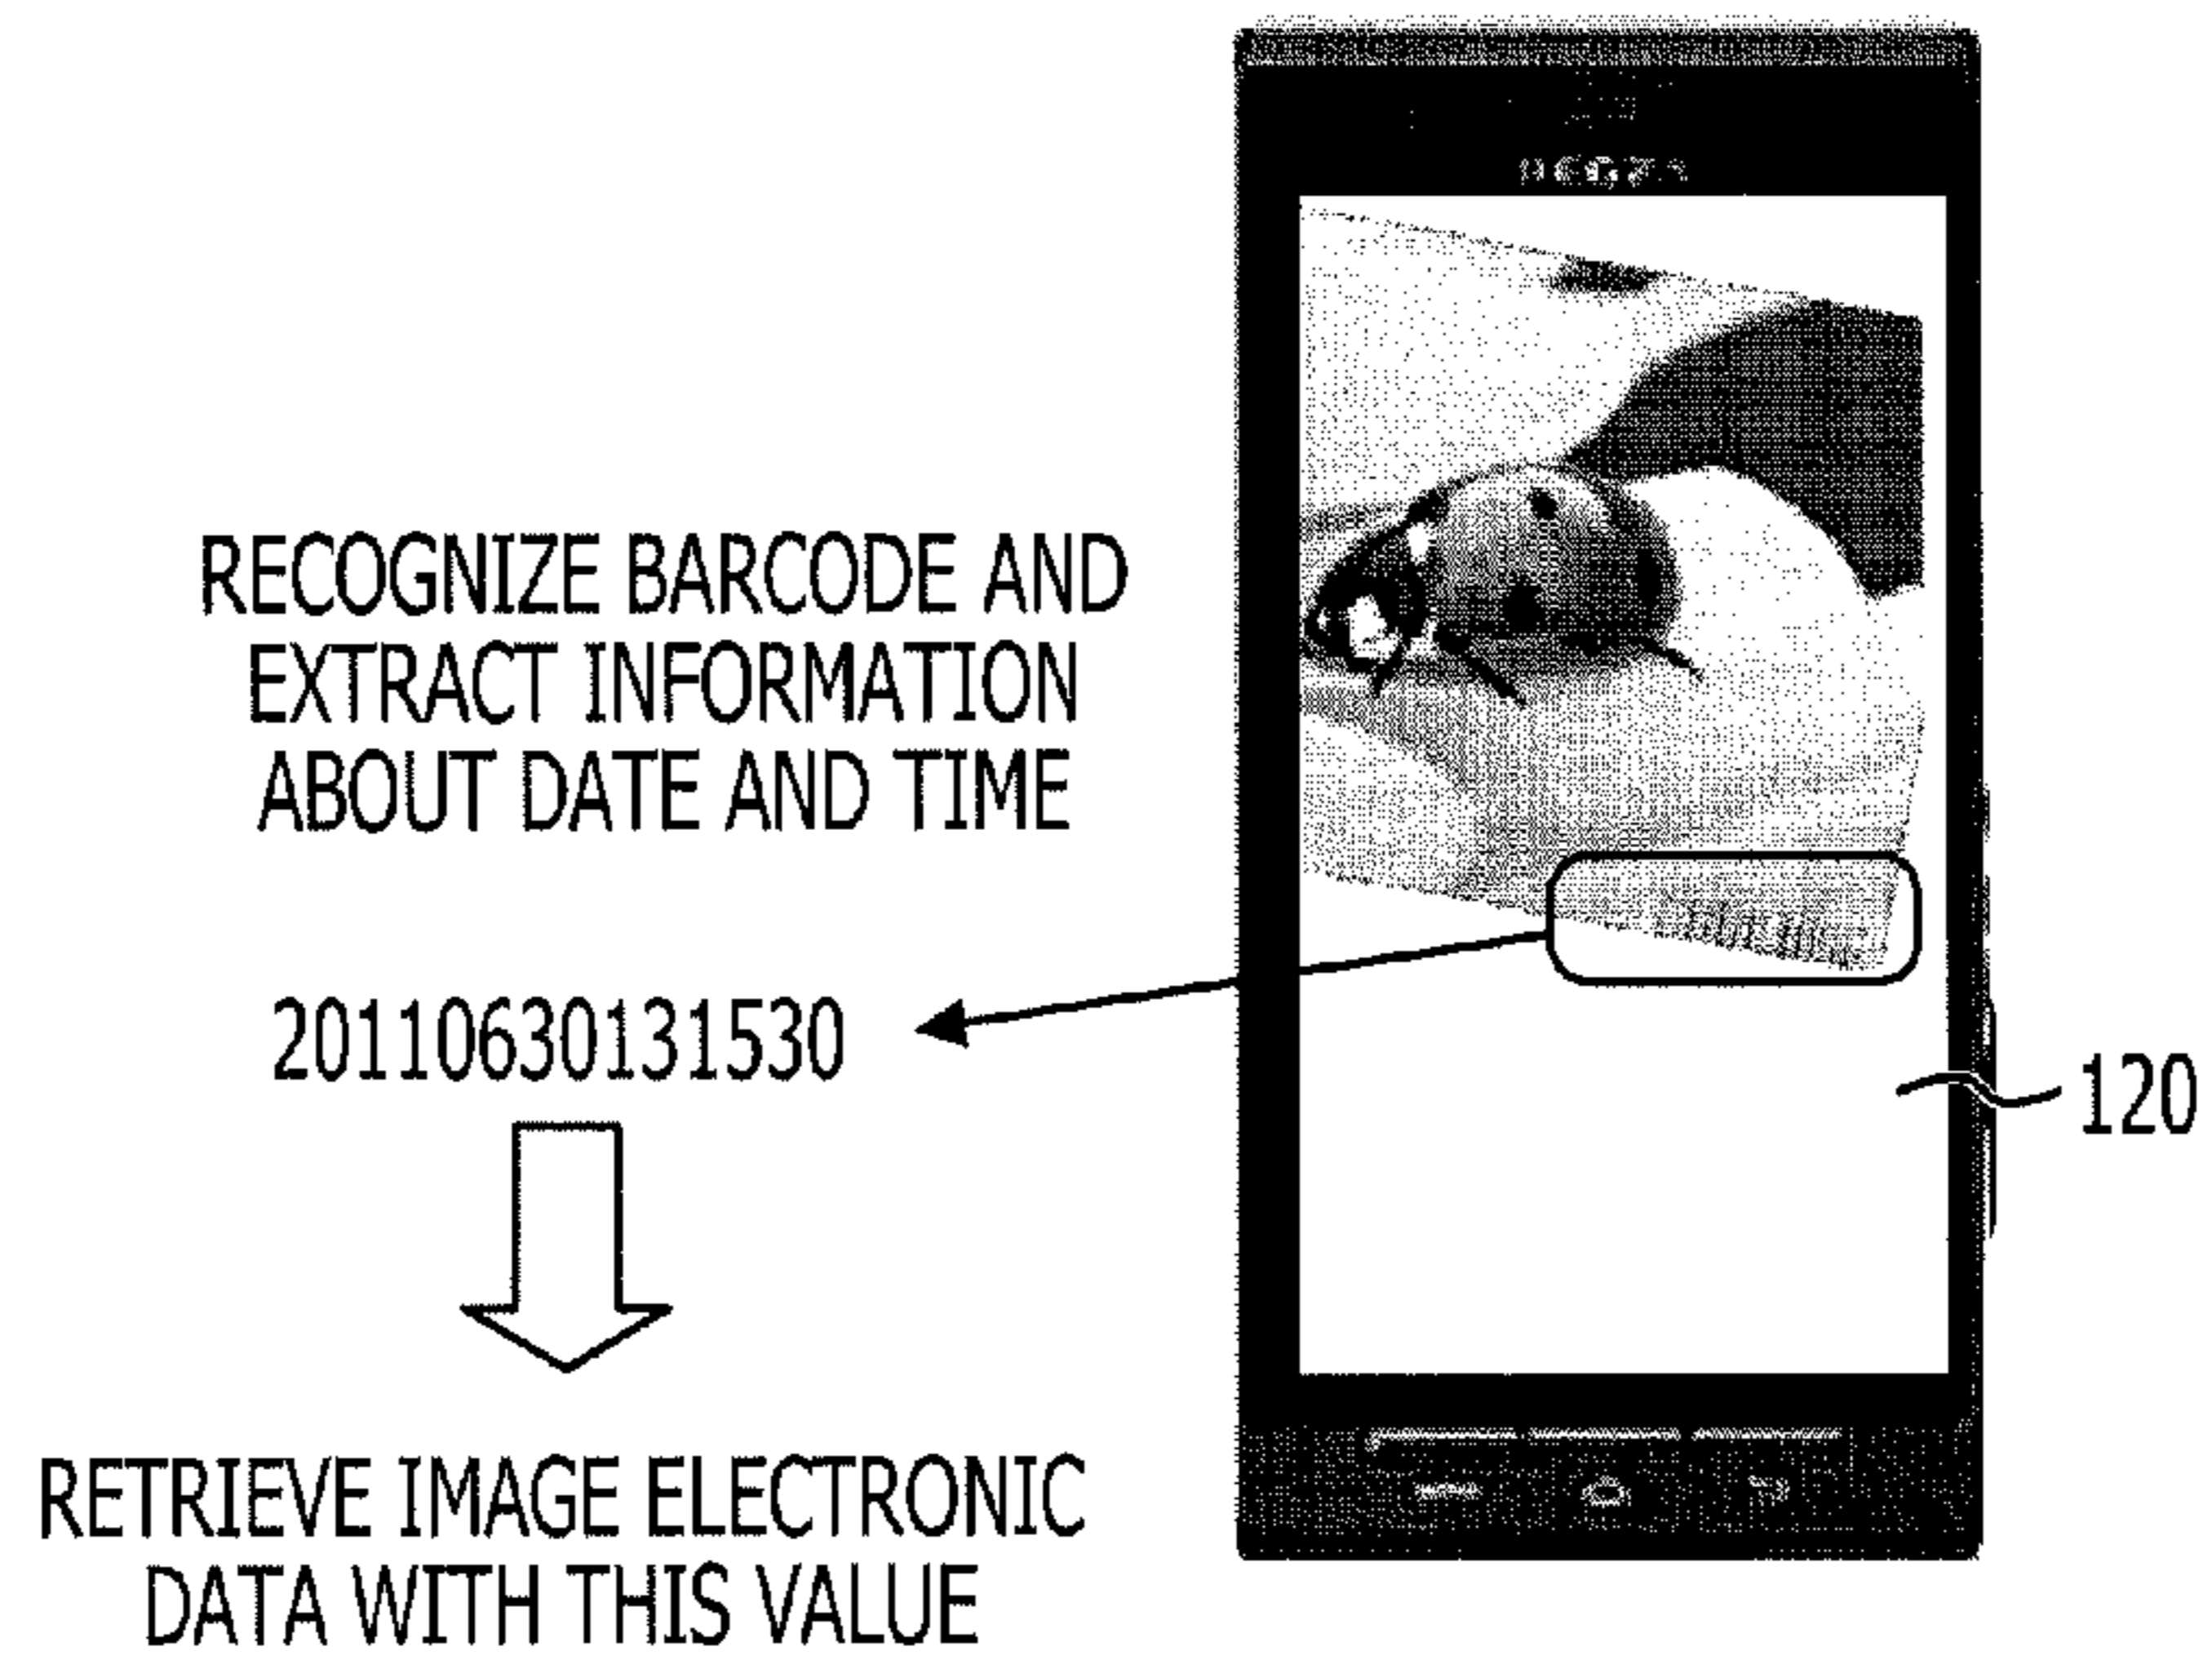 RECOGNIZE BARCODE AND
EXTRACT INFORMATION
ABOUT DATE AND TIME
20110630131530
120
RETRIEVE IMAGE ELECTRONIC
DATA WITH THIS VALUE